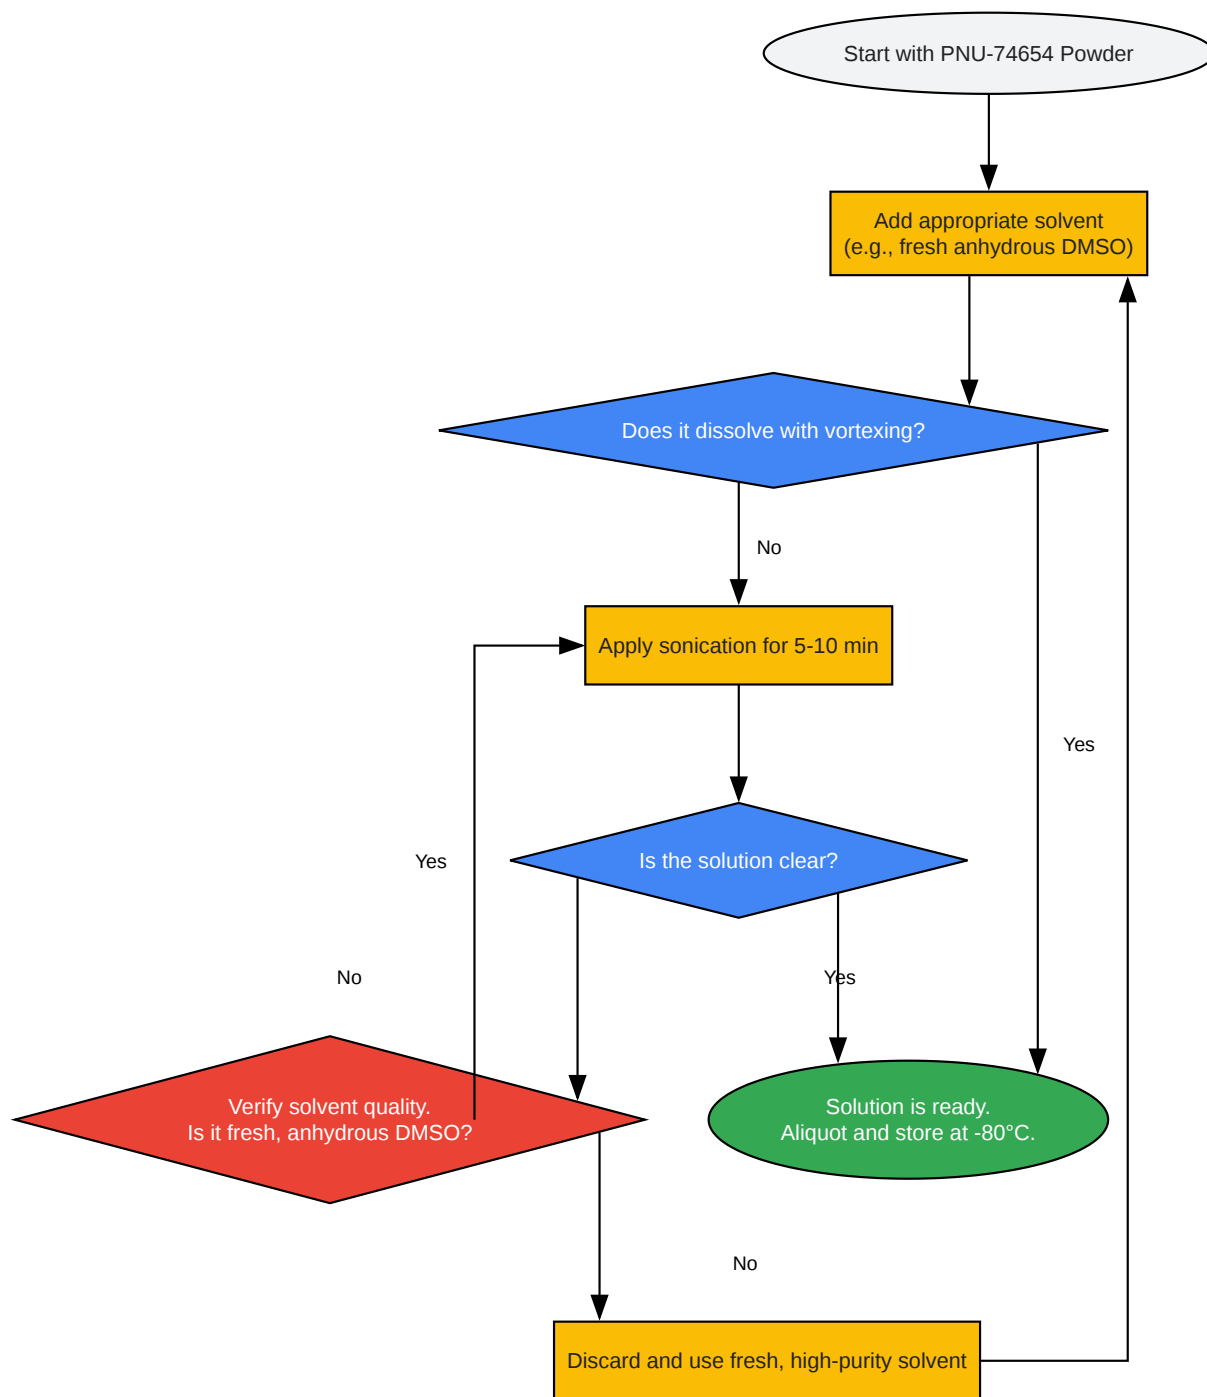 Start with PNU-74654 Powder
Add appropriate solvent
(e.g., fresh anhydrous DMSO)
Does it dissolve with vortexing?
No
Apply sonication for 5-10 min
Yes
Yes
Is the solution clear?
No
Yes
Verify solvent quality.
Is it fresh, anhydrous DMSO?
Solution is ready.
Aliquot and store at -80°C.
No
Discard and use fresh, high-purity solvent